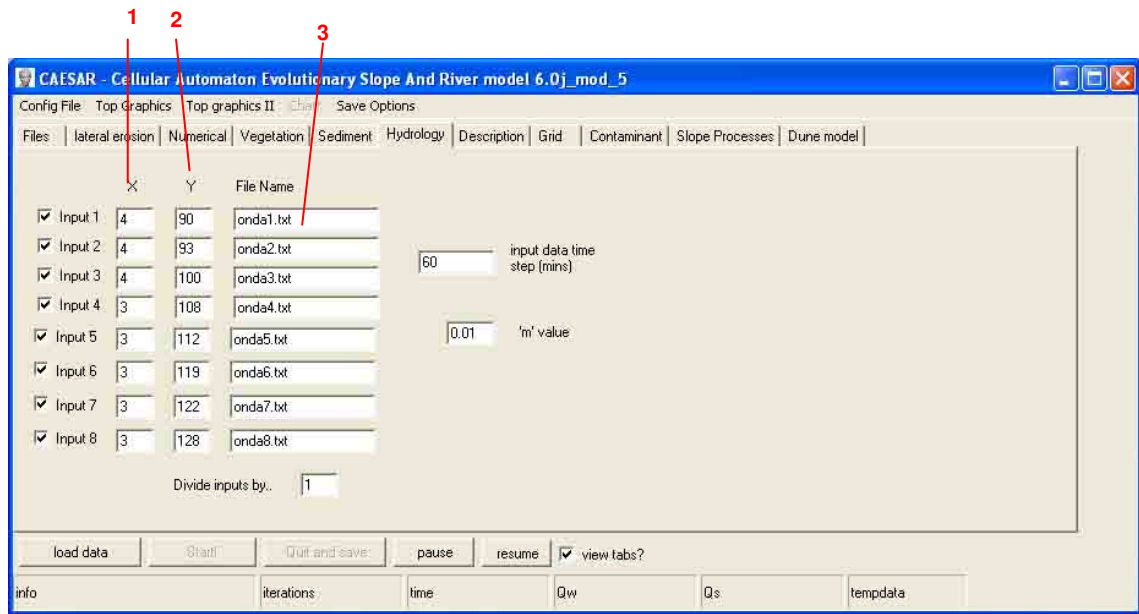 1 2 3
CAESAR - Cellular Automaton Evolutionary Slope And River model 6.0j_mod_5
Config File Top Graphics Top graphics II Chart Save Options
Files lateral erosion Numerical Vegetation Sediment Hydrology Description Grid Contaminant Slope Processes Dune model
X Y File Name
Input 1 4 90 onda1.txt
Input 2 4 93 onda2.txt
60 input data time
step (mins)
Input 3 4 100 onda3.txt
Input 4 3 108 onda4.txt
0.01 'm' value
Input 5 3 112 onda5.txt
Input 6 3 119 onda6.txt
Input 7 3 122 onda7.txt
Input 8 3 128 onda8.txt
Divide inputs by.. 1
load data Start! Quit and save pause resume view tabs?
info iterations time Qw Qs tempdata